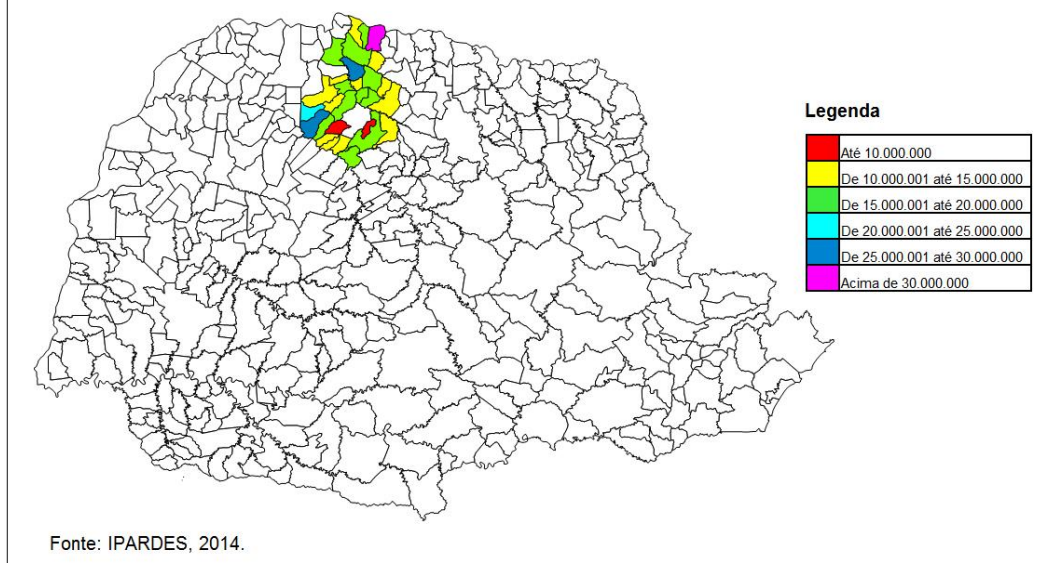 Legenda
Até 10.000.000
De 10.000.001 até 15.000.000
De 15.000.001 até 20.000.000
De 20.000.001 até 25.000.000
De 25.000.001 até 30.000.000
Acima de 30.000.000
Fonte: IPARDES, 2014.